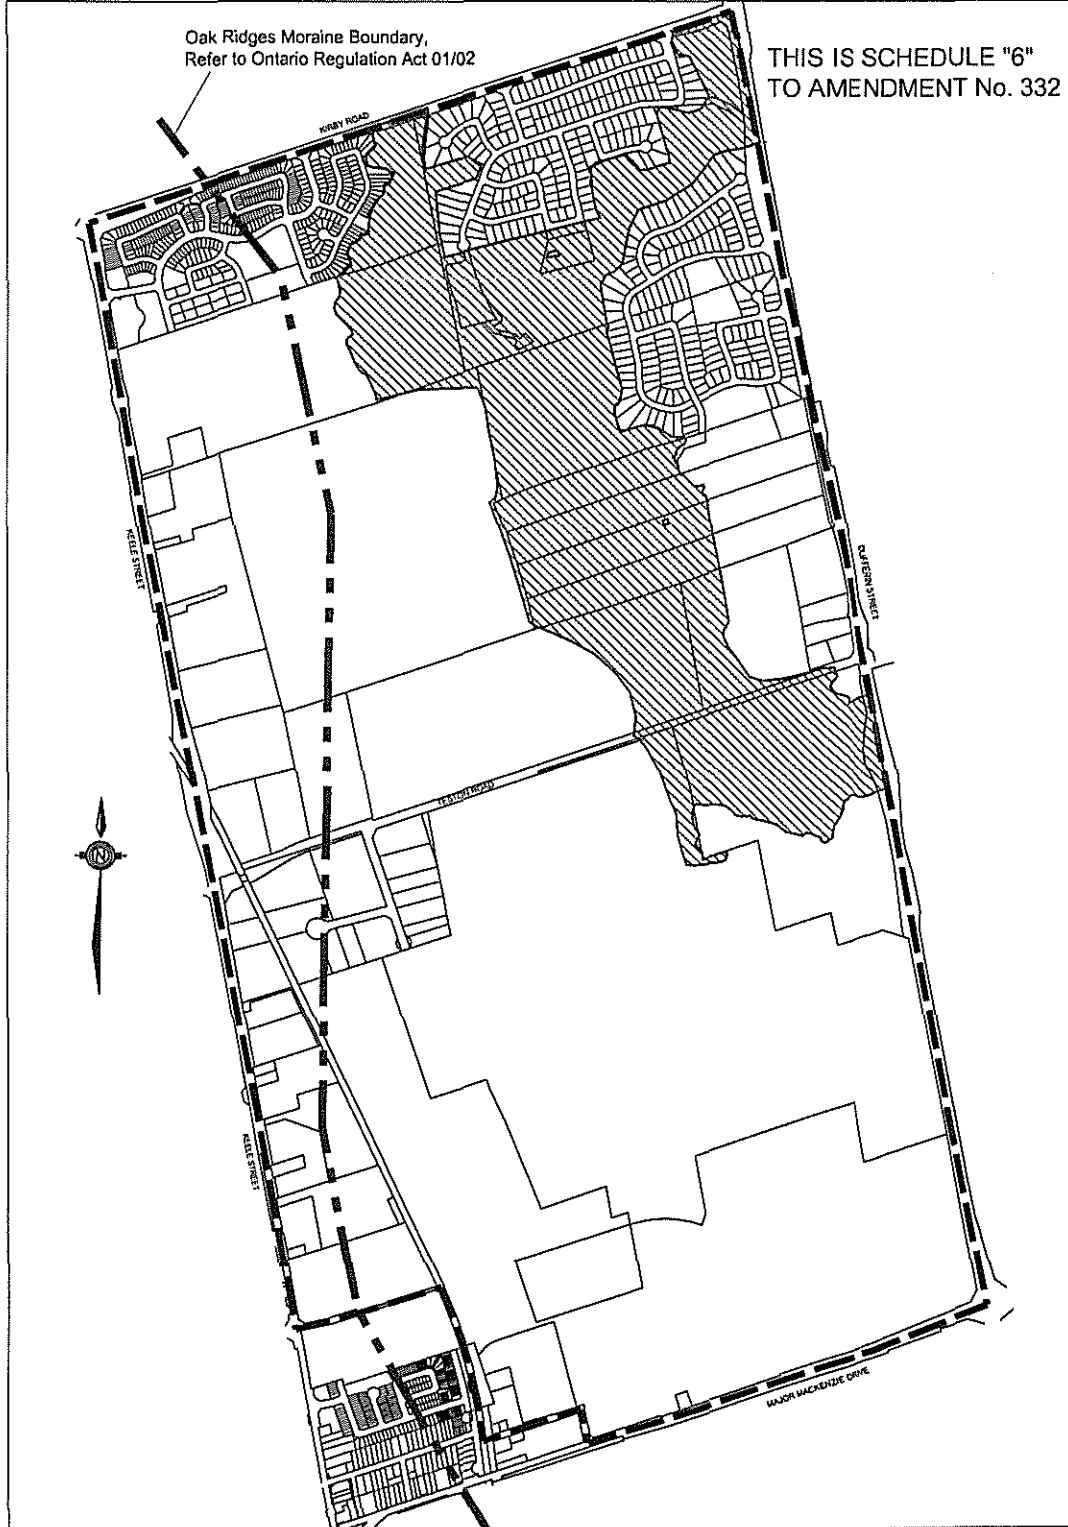 Oak Ridges Moraine Boundary,
Refer to Ontario Regulation Act 01/02
THIS IS SCHEDULE "6"
TO AMENDMENT No. 332
KIRBY ROAD
KEELE STREET
DUFFERIN STREET
TESTON ROAD
N
KEELE STREET
MAJOR MACKENZIE DRIVE